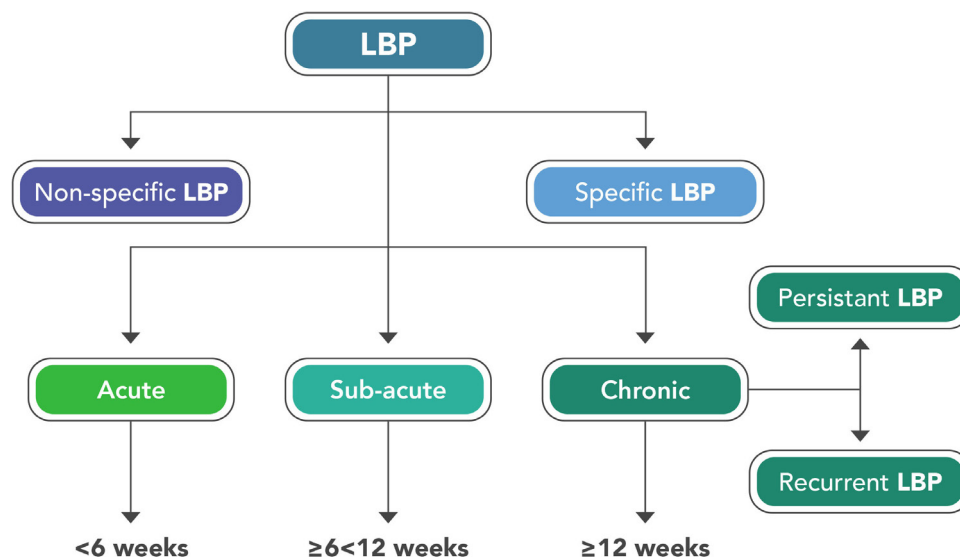 LBP
Non-specific LBP
Specific LBP
Persistant LBP
Acute
Sub-acute
Chronic
Recurrent LBP
<6 weeks
≥6<12 weeks
≥12 weeks